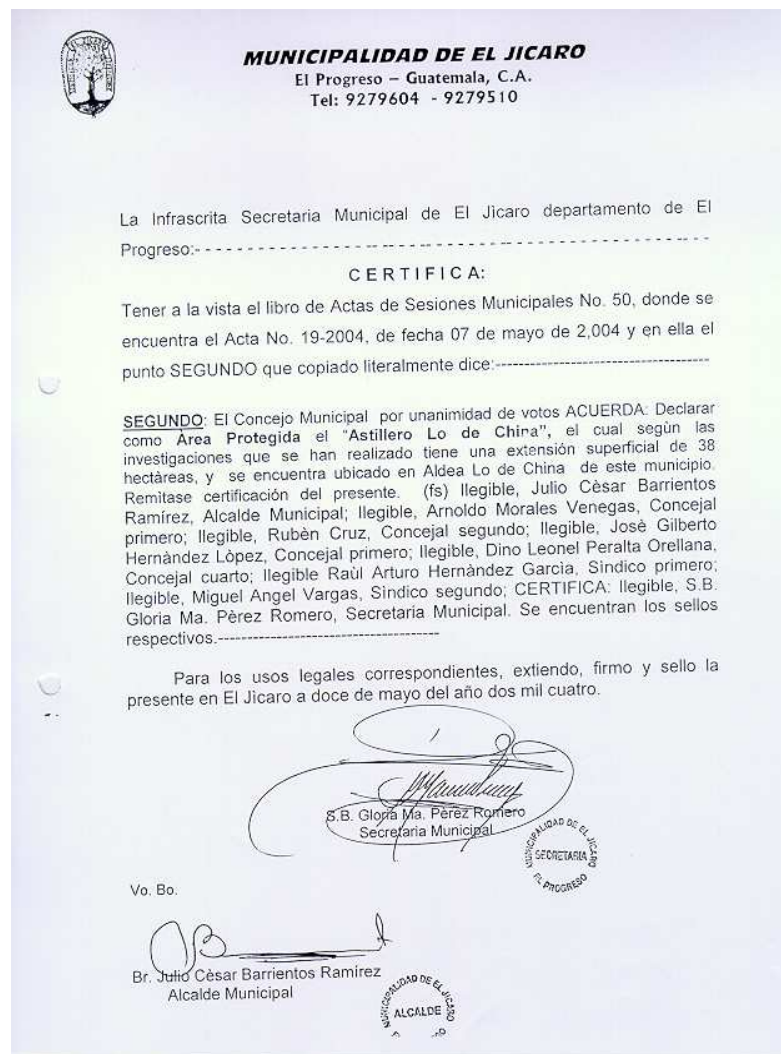 MUNICIPALIDAD DE EL JICARO
El Progreso – Guatemala, C.A.
Tel: 9279604 - 9279510
La Infrascrita Secretaria Municipal de El Jìcaro departamento de El
Progreso:- - - - - - - - - - - - - - - - - - - - - - - - - - - - - - - - - - - - - - - -
C E R T I F I C A:
Tener a la vista el libro de Actas de Sesiones Municipales No. 50, donde se
encuentra el Acta No. 19-2004, de fecha 07 de mayo de 2,004 y en ella el
punto SEGUNDO que copiado literalmente dice:------------------------------------
SEGUNDO: El Concejo Municipal por unanimidad de votos ACUERDA: Declarar
como Àrea Protegida el "Astillero Lo de China", el cual segùn las
investigaciones que se han realizado tiene una extensión superficial de 38
hectàreas, y se encuentra ubicado en Aldea Lo de China de este municipio.
Remìtase certificación del presente. (fs) Ilegible, Julio Cèsar Barrientos
Ramírez, Alcalde Municipal; Ilegible, Arnoldo Morales Venegas, Concejal
primero; Ilegible, Rubèn Cruz, Concejal segundo; Ilegible, Josè Gilberto
Hernàndez Lòpez, Concejal primero; Ilegible, Dino Leonel Peralta Orellana,
Concejal cuarto; Ilegible Raùl Arturo Hernàndez Garcìa, Sìndico primero;
Ilegible, Miguel Angel Vargas, Sìndico segundo; CERTIFICA: Ilegible, S.B.
Gloria Ma. Pèrez Romero, Secretaria Municipal. Se encuentran los sellos
respectivos.---------------------------------------
Para los usos legales correspondientes, extiendo, firmo y sello la
presente en El Jìcaro a doce de mayo del año dos mil cuatro.
S.B. Gloria Ma. Pèrez Romero
Secretaria Municipal
MUNICIPALIDAD DE EL JICARO
SECRETARIA
EL PROGRESO
Vo. Bo.
Br. Julio Cèsar Barrientos Ramírez
Alcalde Municipal
MUNICIPALIDAD DE EL JICARO
ALCALDE